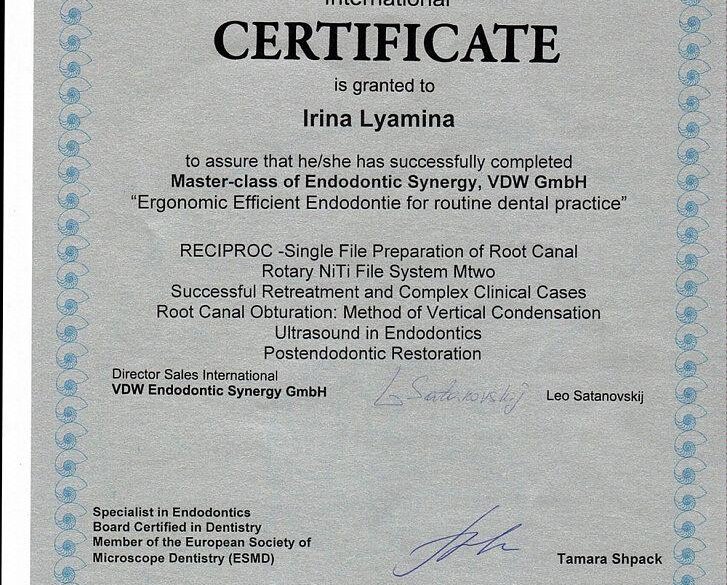 International
CERTIFICATE
is granted to
Irina Lyamina
to assure that he/she has successfully completed
Master-class of Endodontic Synergy, VDW GmbH
“Ergonomic Efficient Endodontie for routine dental practice”
RECIPROC -Single File Preparation of Root Canal
Rotary NiTi File System Mtwo
Successful Retreatment and Complex Clinical Cases
Root Canal Obturation: Method of Vertical Condensation
Ultrasound in Endodontics
Postendodontic Restoration
Director Sales International
VDW Endodontic Synergy GmbH
L Satanovskij
Leo Satanovskij
Specialist in Endodontics
Board Certified in Dentistry
Member of the European Society of
Microscope Dentistry (ESMD)
Tamara Shpack